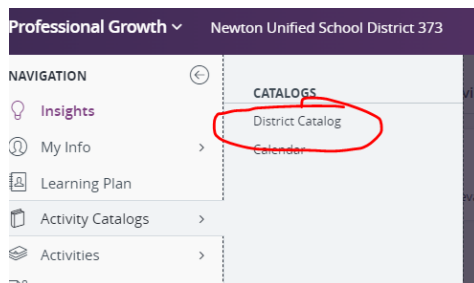 Professional Growth Newton Unified School District 373
NAVIGATION
Insights
My Info
Learning Plan
Activity Catalogs
Activities
CATALOGS
District Catalog
Calendar